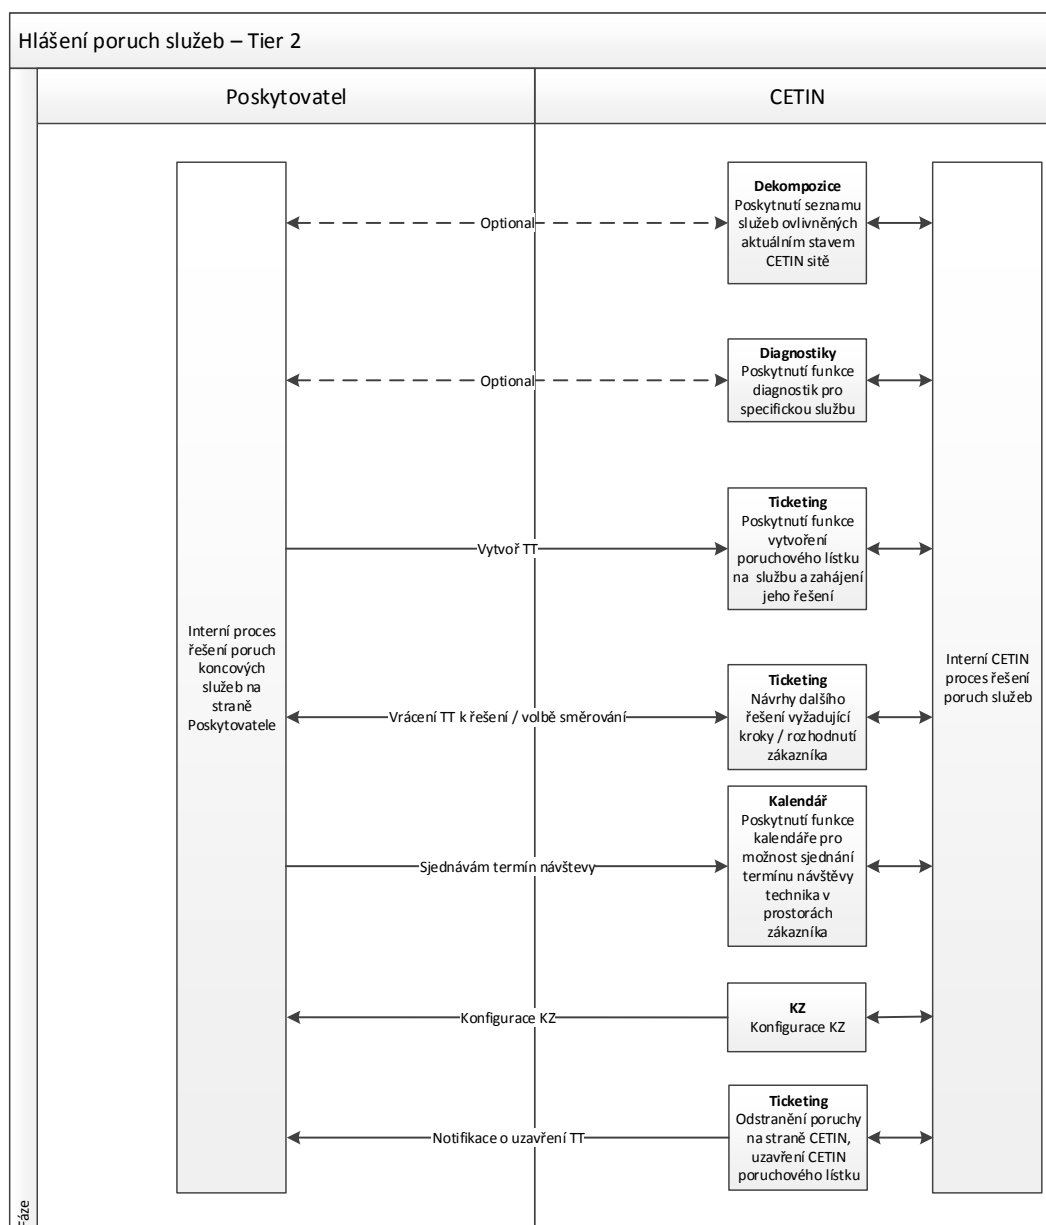 Hlášení poruch služeb – Tier 2
Poskytovatel
CETIN
Dekompozice
Poskytnutí seznamu
služeb ovlivněných
aktuálním stavem
CETIN sítě
Optional
Diagnostiky
Poskytnutí funkce
diagnostik pro
specifickou službu
Optional
Ticketing
Poskytnutí funkce
vytvoření
poruchového lístku
na službu a zahájení
jeho řešení
Vytvoř TT
Interní proces
řešení poruch
koncových
služeb na
straně
Poskytovatele
Interní CETIN
proces řešení
poruch služeb
Ticketing
Návrhy dalšího
řešení vyžadující
kroky / rozhodnutí
zákazníka
Vrácení TT k řešení / volbě směrování
Kalendář
Poskytnutí funkce
kalendáře pro
možnost sjednání
termínu návštěvy
technika v
prostorách
zákazníka
Sjednávám termín návštevy
KZ
Konfigurace KZ
Konfigurace KZ
Ticketing
Odstranění poruchy
na straně CETIN,
uzavření CETIN
poruchového lístku
Notifikace o uzavření TT
Fáze